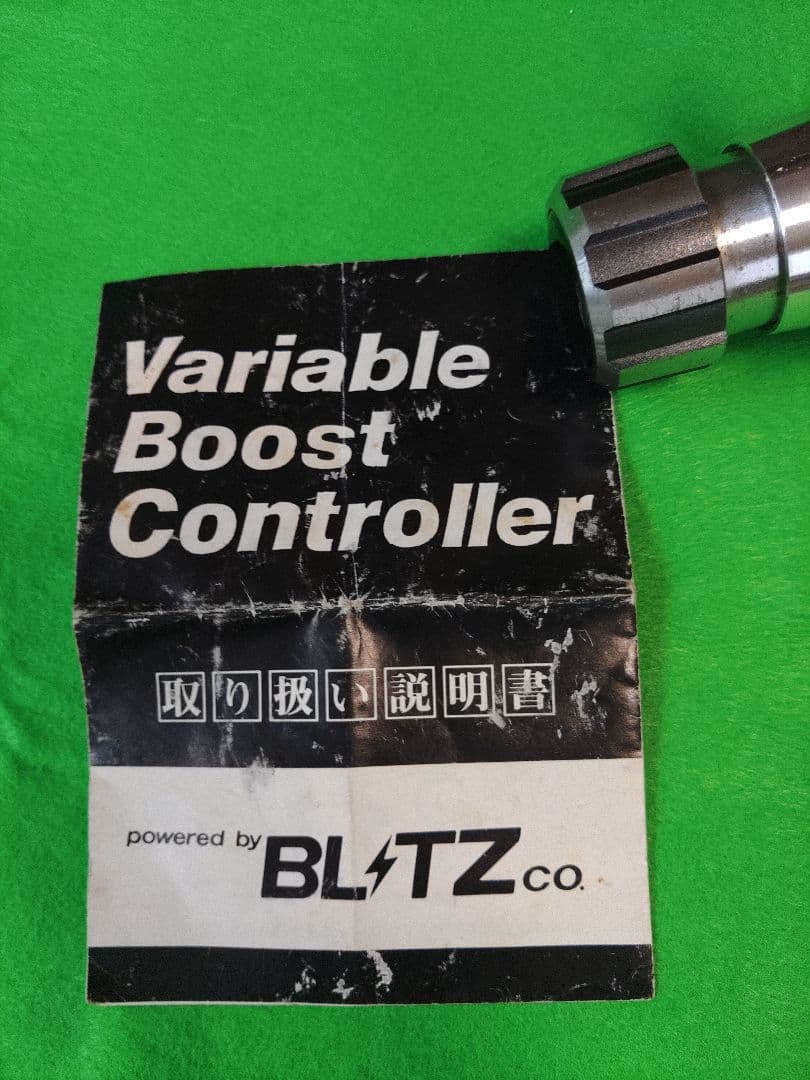 Variable
Boost
Controller
取り扱い説明書
powered by BLITZ CO.